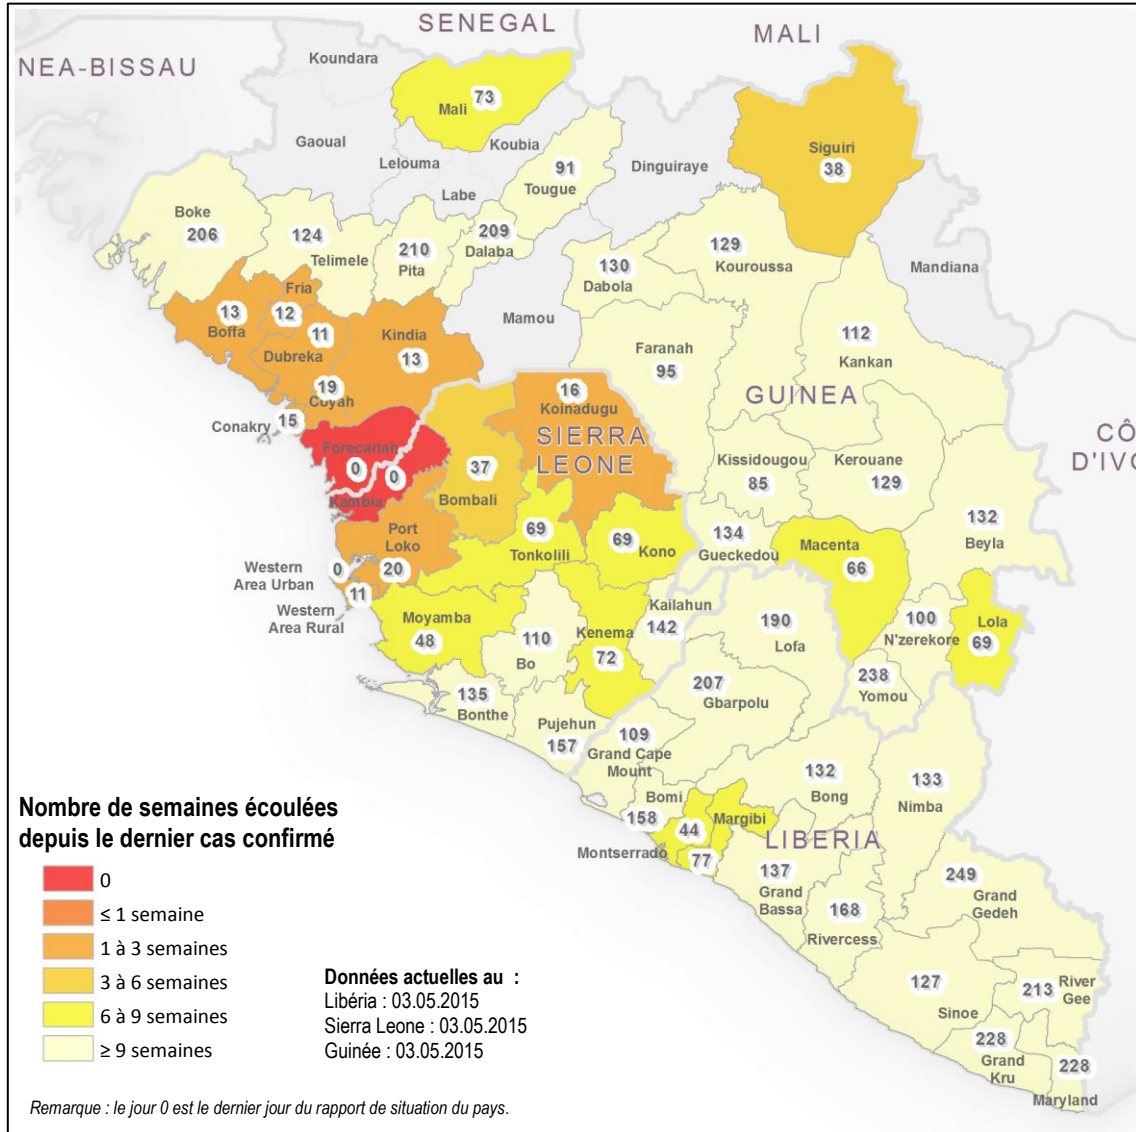 SENEGAL
MALI
NEA-BISSAU
Koundara
Mali
73
Siguiri
38
Gaoual
Koubia
Lelouma
Labe
91
Tougue
Dinguiraye
Boke
206
124
Telimele
210
Pita
209
Dalaba
129
Kouroussa
130
Dabola
Mandiana
Fria
13
Boffa
12
11
Dubreka
Kindia
13
Mamou
Faranah
95
112
Kankan
19
Coyah
16
Koinadugu
GUINEA
Conakry
15
SIERRA
LEONE
CÔ
D'IVO
Forecariah
0
0
Kambia
37
Bombali
Kissidougou
85
Kerouane
129
Port
Loko
20
69
Tonkolili
69
Kono
134
Gueckedou
Macenta
66
132
Beyla
Western
Area Urban
0
11
Western
Area Rural
Moyamba
48
110
Bo
Kenema
72
Kailahun
142
190
Lofa
100
N'zerekore
Lola
69
238
Yomou
135
Bonthe
Pujehun
157
207
Gbarpolu
109
Grand Cape
Mount
132
Bong
133
Nimba
Bomi
158
Margibi
44
Montserrado
77
LIBERIA
137
Grand
Bassa
168
Rivercess
249
Grand
Gedeh
127
Sinoe
213
River
Gee
228
Grand
Kru
228
Maryland
Nombre de semaines écoulées
depuis le dernier cas confirmé
0
≤ 1 semaine
1 à 3 semaines
3 à 6 semaines
6 à 9 semaines
≥ 9 semaines
Données actuelles au :
Libéria : 03.05.2015
Sierra Leone : 03.05.2015
Guinée : 03.05.2015
Remarque : le jour 0 est le dernier jour du rapport de situation du pays.